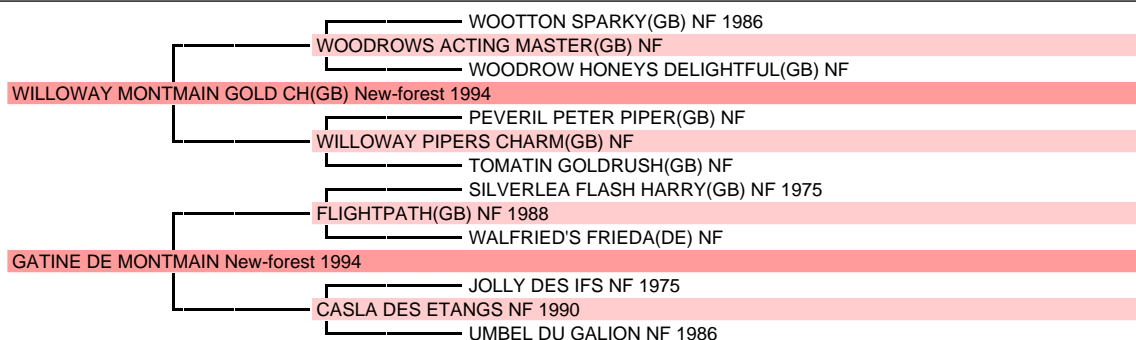 WOOTTON SPARKY(GB) NF 1986
WOODROWS ACTING MASTER(GB) NF
WOODROW HONEYS DELIGHTFUL(GB) NF
WILLOWAY MONTMAIN GOLD CH(GB) New-forest 1994
PEVERIL PETER PIPER(GB) NF
WILLOWAY PIPERS CHARM(GB) NF
TOMATIN GOLDRUSH(GB) NF
SILVERLEA FLASH HARRY(GB) NF 1975
FLIGHTPATH(GB) NF 1988
WALFRIED'S FRIEDA(DE) NF
GATINE DE MONTMAIN New-forest 1994
JOLLY DES IFS NF 1975
CASLA DES ETANGS NF 1990
UMBEL DU GALION NF 1986